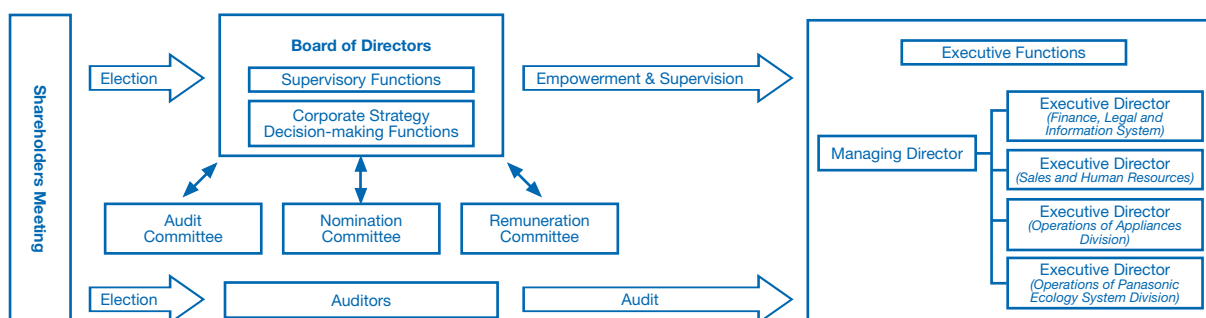 Shareholders Meeting
Election
Board of Directors
Supervisory Functions
Corporate Strategy
Decision-making Functions
Empowerment & Supervision
Audit
Committee
Nomination
Committee
Remuneration
Committee
Election
Auditors
Audit
Executive Functions
Managing Director
Executive Director
(Finance, Legal and
Information System)
Executive Director
(Sales and Human Resources)
Executive Director
(Operations of Appliances
Division)
Executive Director
(Operations of Panasonic
Ecology System Division)